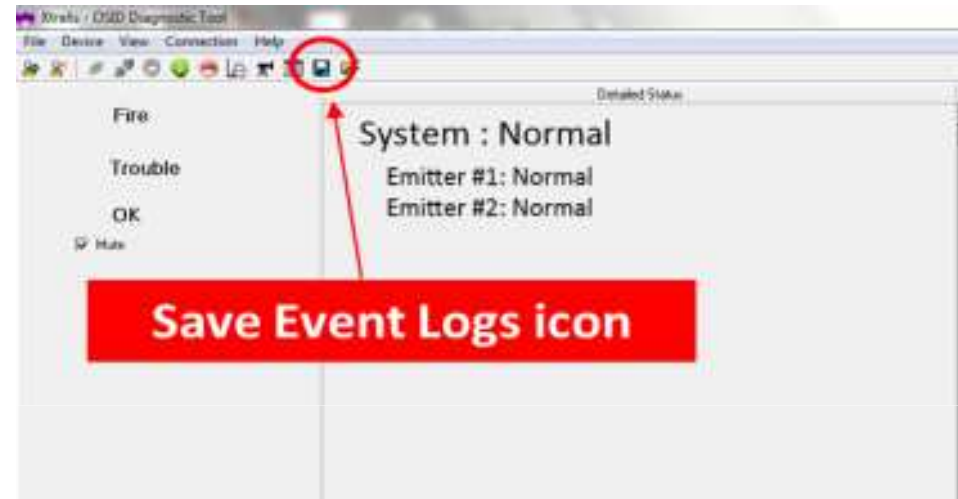 Xtralis / OSID Diagnostic Tool
File Device View Connection Help
Detailed Status
Fire
Trouble
OK
Mute
System : Normal
Emitter #1: Normal
Emitter #2: Normal
Save Event Logs icon